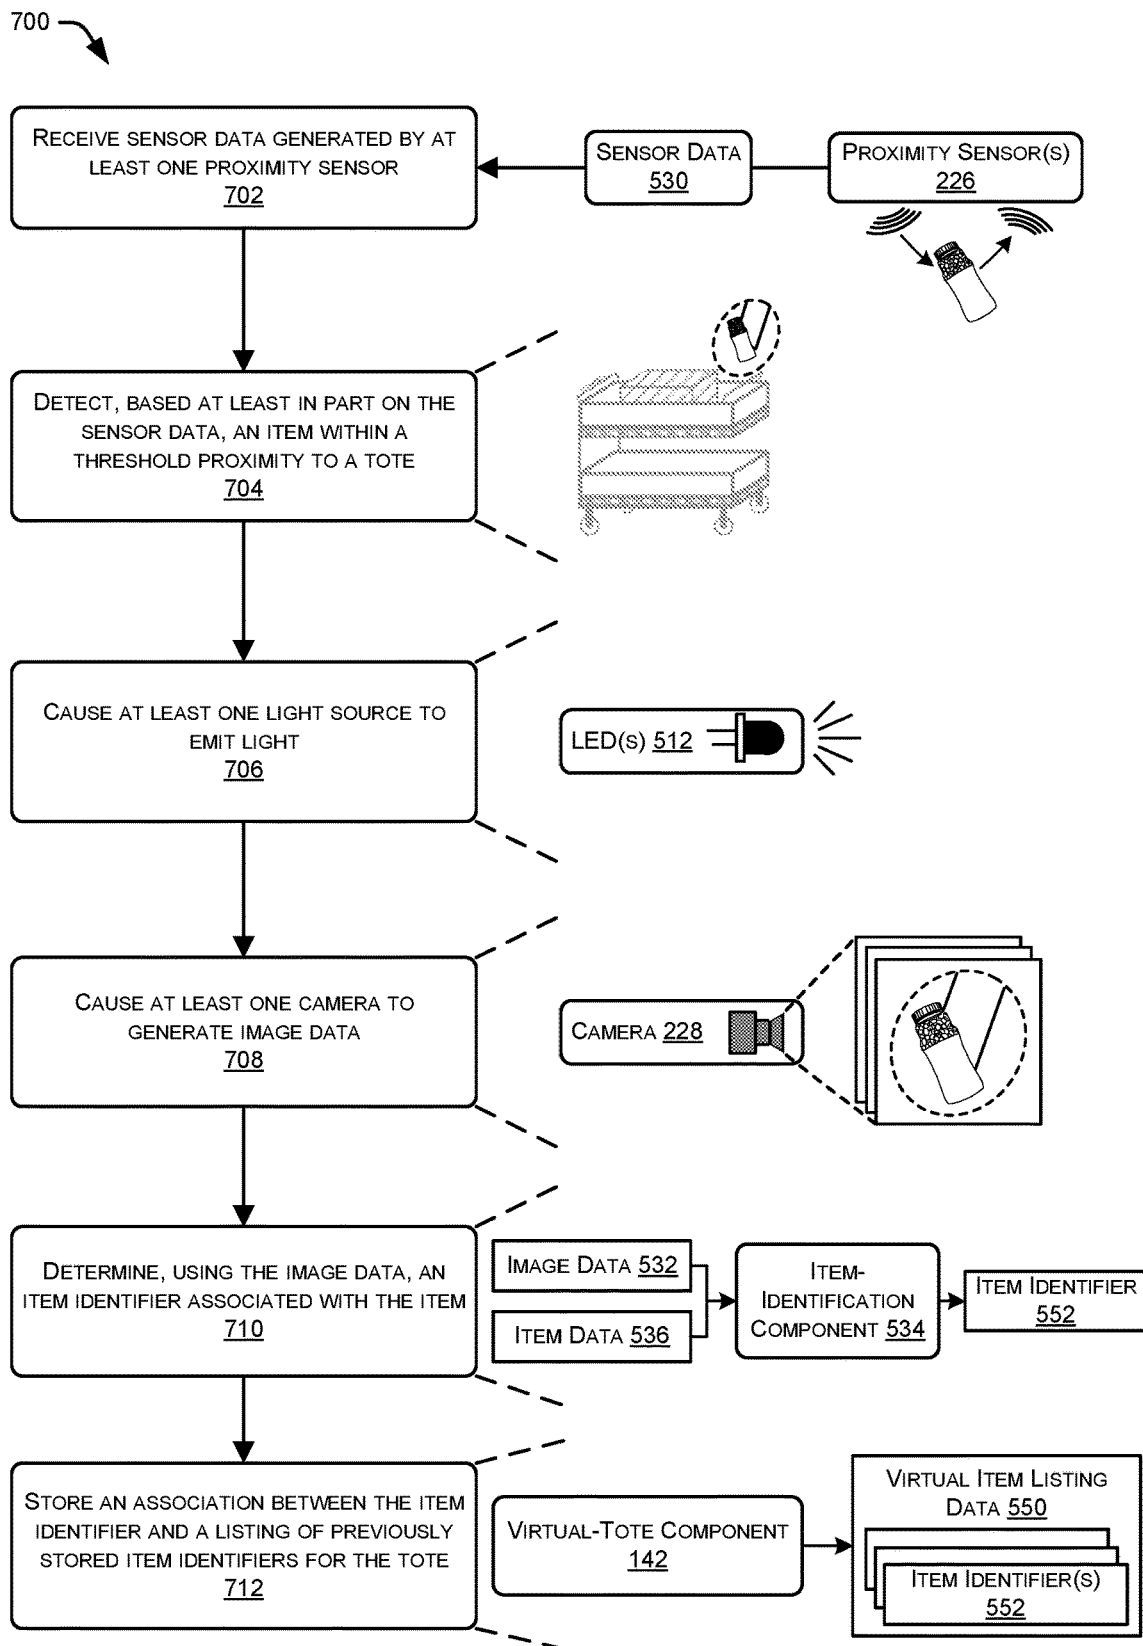 700
RECEIVE SENSOR DATA GENERATED BY AT
LEAST ONE PROXIMITY SENSOR
702
SENSOR DATA
530
PROXIMITY SENSOR(S)
226
DETECT, BASED AT LEAST IN PART ON THE
SENSOR DATA, AN ITEM WITHIN A
THRESHOLD PROXIMITY TO A TOTE
704
CAUSE AT LEAST ONE LIGHT SOURCE TO
EMIT LIGHT
706
LED(S) 512
CAUSE AT LEAST ONE CAMERA TO
GENERATE IMAGE DATA
708
CAMERA 228
DETERMINE, USING THE IMAGE DATA, AN
ITEM IDENTIFIER ASSOCIATED WITH THE ITEM
710
IMAGE DATA 532
ITEM DATA 536
ITEM-
IDENTIFICATION
COMPONENT 534
ITEM IDENTIFIER
552
STORE AN ASSOCIATION BETWEEN THE ITEM
IDENTIFIER AND A LISTING OF PREVIOUSLY
STORED ITEM IDENTIFIERS FOR THE TOTE
712
VIRTUAL-TOTE COMPONENT
142
VIRTUAL ITEM LISTING
DATA 550
ITEM IDENTIFIER(S)
552